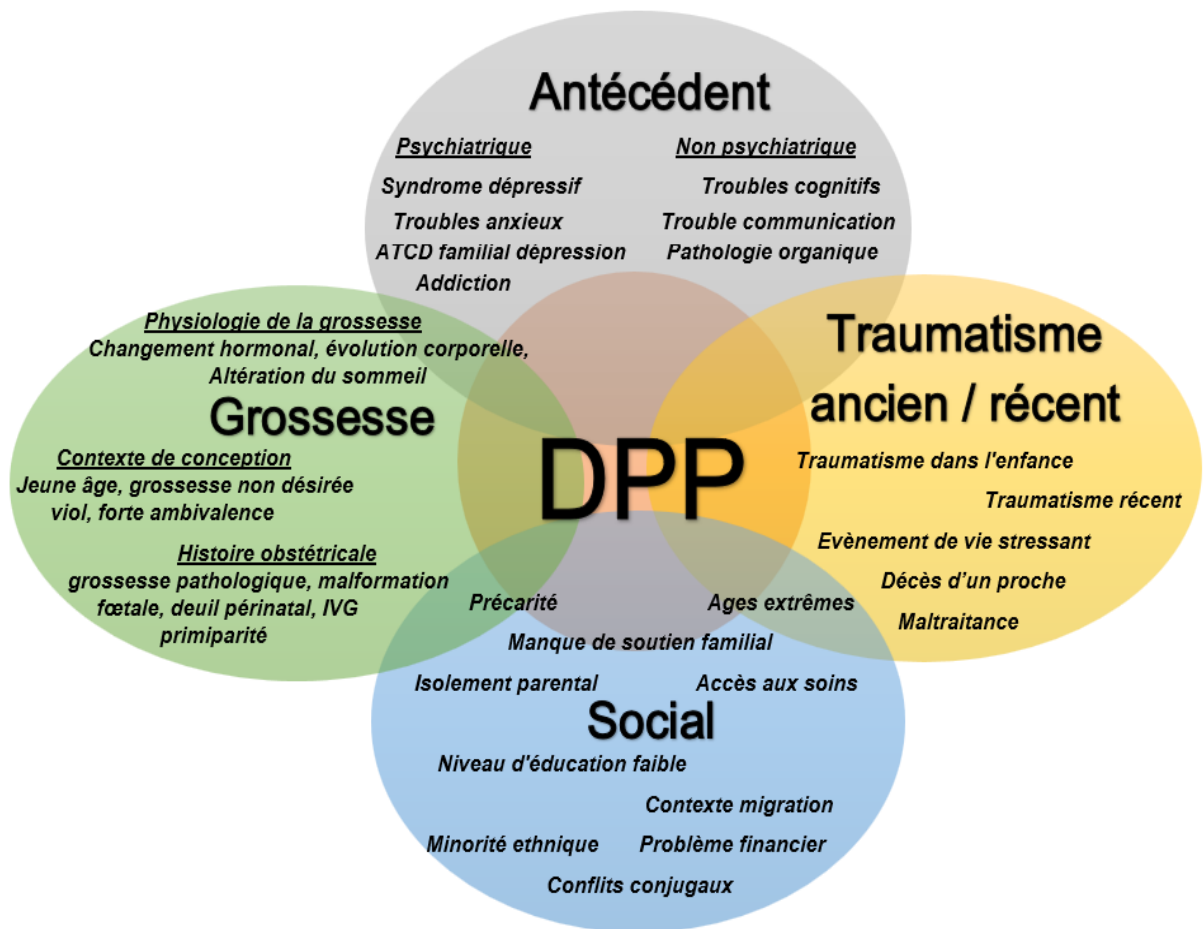 Antécédent
Psychiatrique
Syndrome dépressif
Troubles anxieux
ATCD familial dépression
Addiction
Non psychiatrique
Troubles cognitifs
Trouble communication
Pathologie organique
Physiologie de la grossesse
Changement hormonal, évolution corporelle,
Altération du sommeil
Grossesse
Contexte de conception
Jeune âge, grossesse non désirée
viol, forte ambivalence
Histoire obstétricale
grossesse pathologique, malformation
fœtale, deuil périnatal, IVG
primiparité
DPP
Traumatisme
ancien / récent
Traumatisme dans l'enfance
Traumatisme récent
Evènement de vie stressant
Décès d’un proche
Maltraitance
Précarité
Ages extrêmes
Manque de soutien familial
Isolement parental
Accès aux soins
Social
Niveau d'éducation faible
Contexte migration
Minorité ethnique
Problème financier
Conflits conjugaux